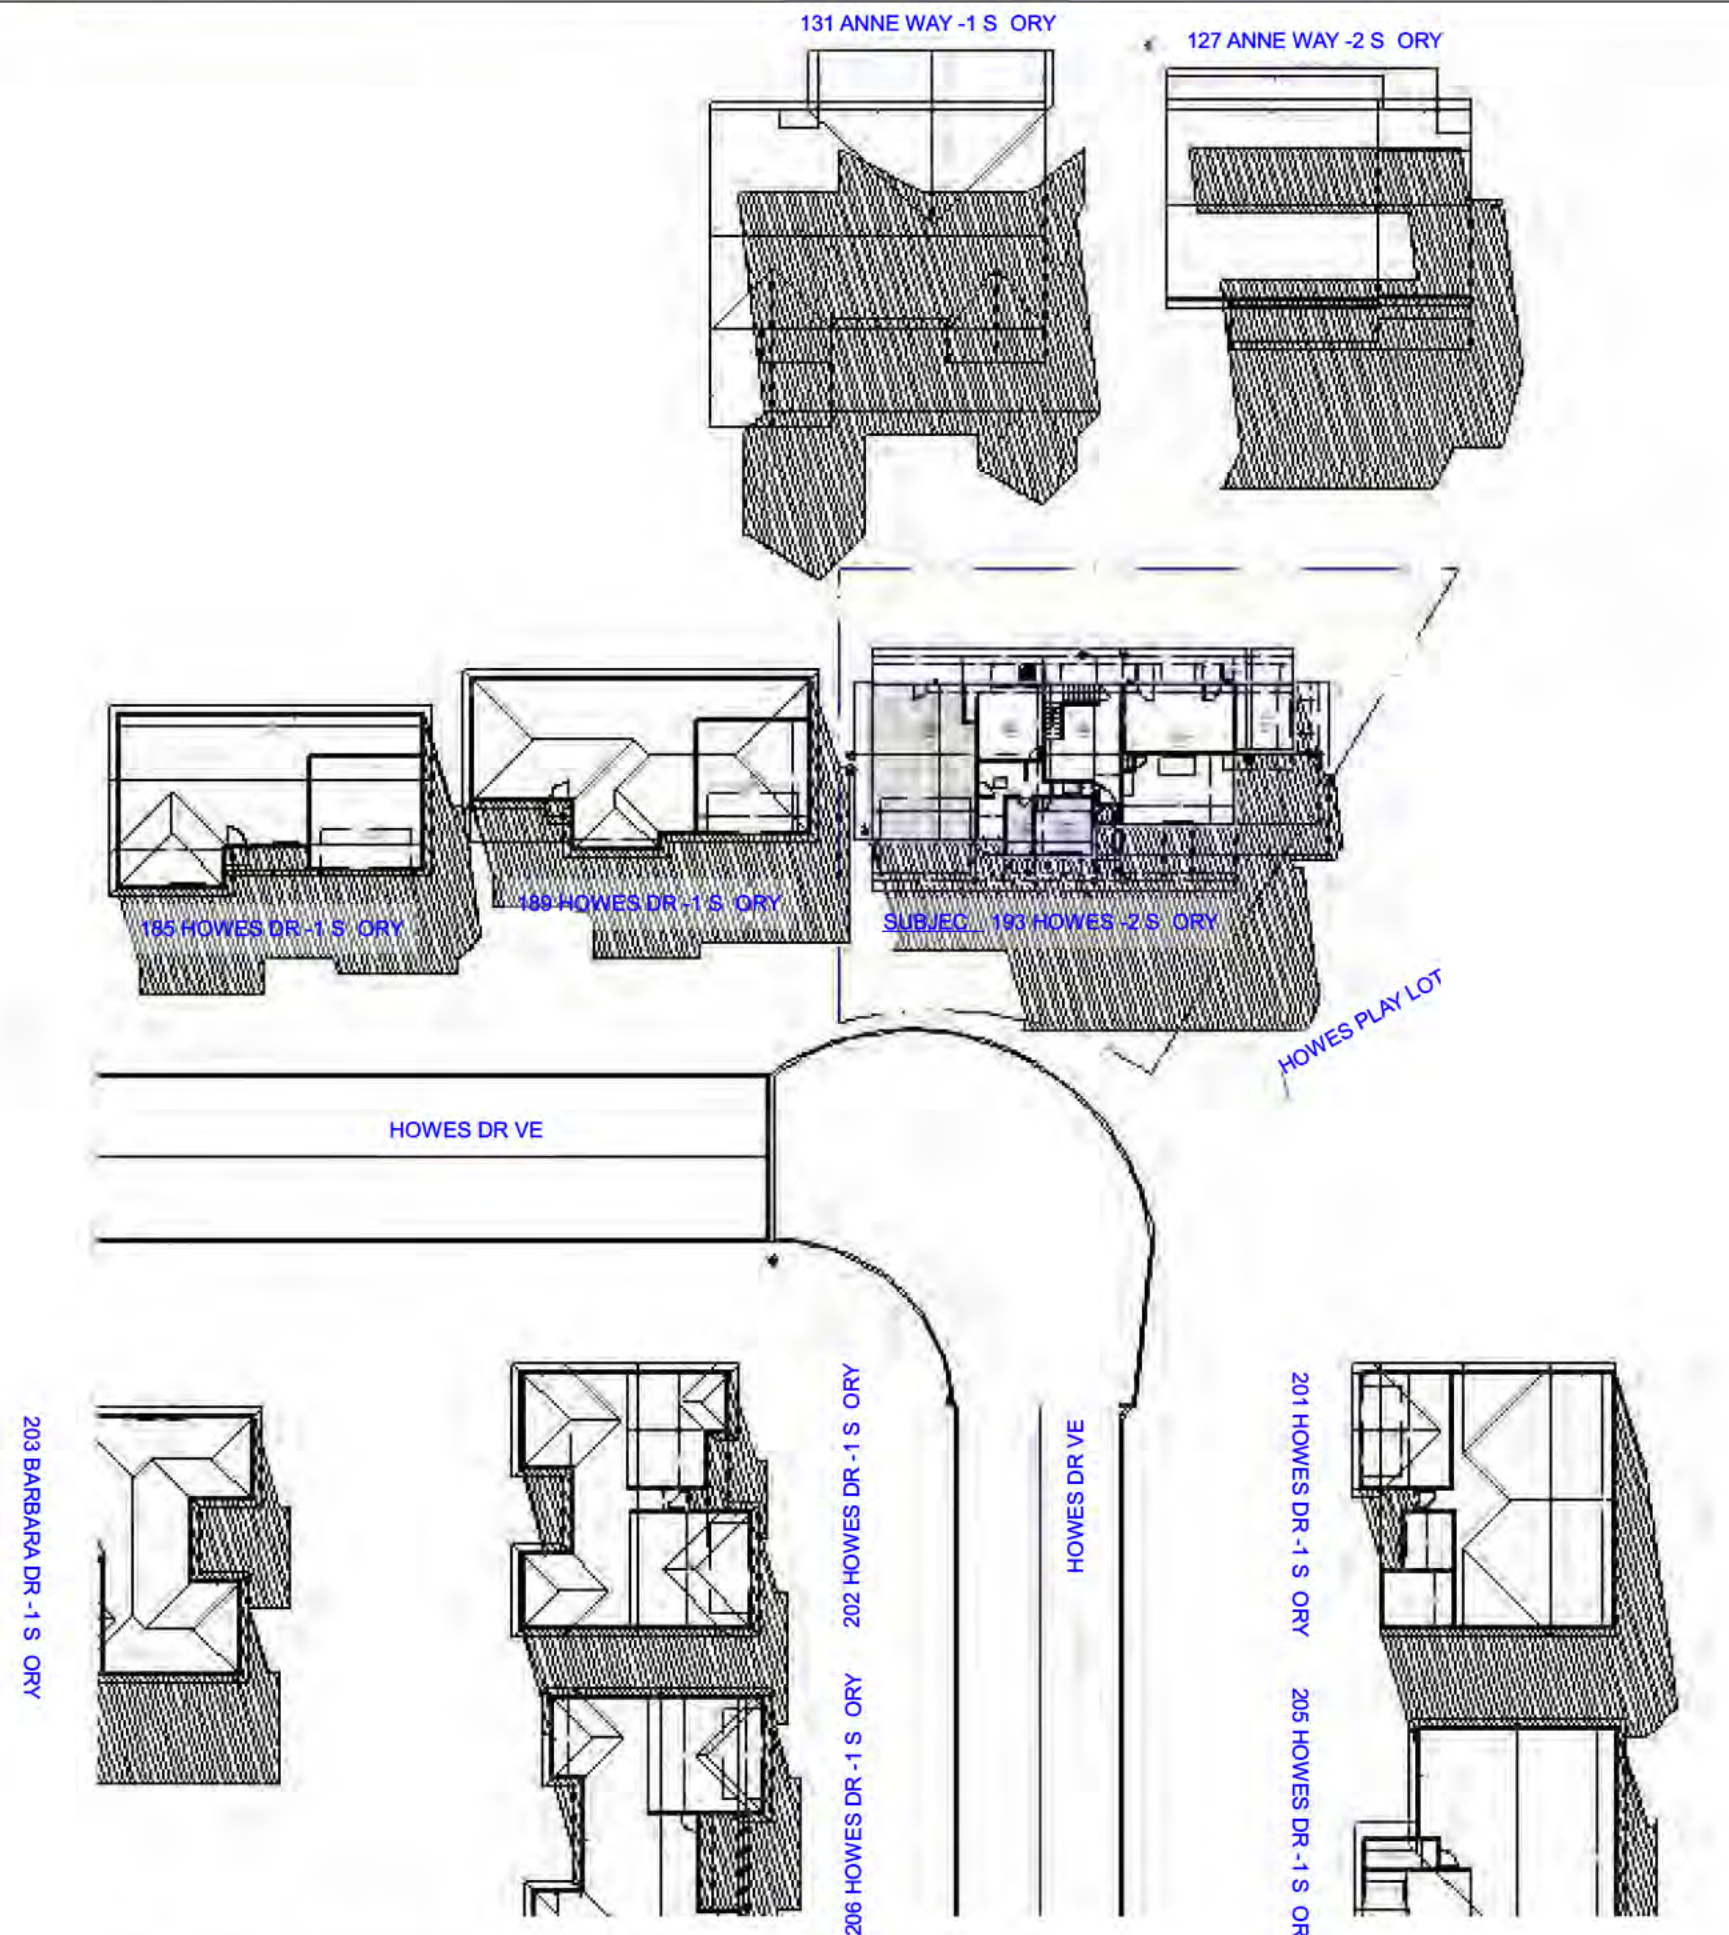 131 ANNE WAY -1 S ORY
127 ANNE WAY -2 S ORY
185 HOWES DR -1 S ORY
189 HOWES DR -1 S ORY
SUBJEC 193 HOWES -2 S ORY
HOWES PLAY LOT
HOWES DR VE
203 BARBARA DR -1 S ORY
202 HOWES DR -1 S ORY
206 HOWES DR -1 S ORY
HOWES DR VE
201 HOWES DR -1 S ORY
205 HOWES DR -1 S OR